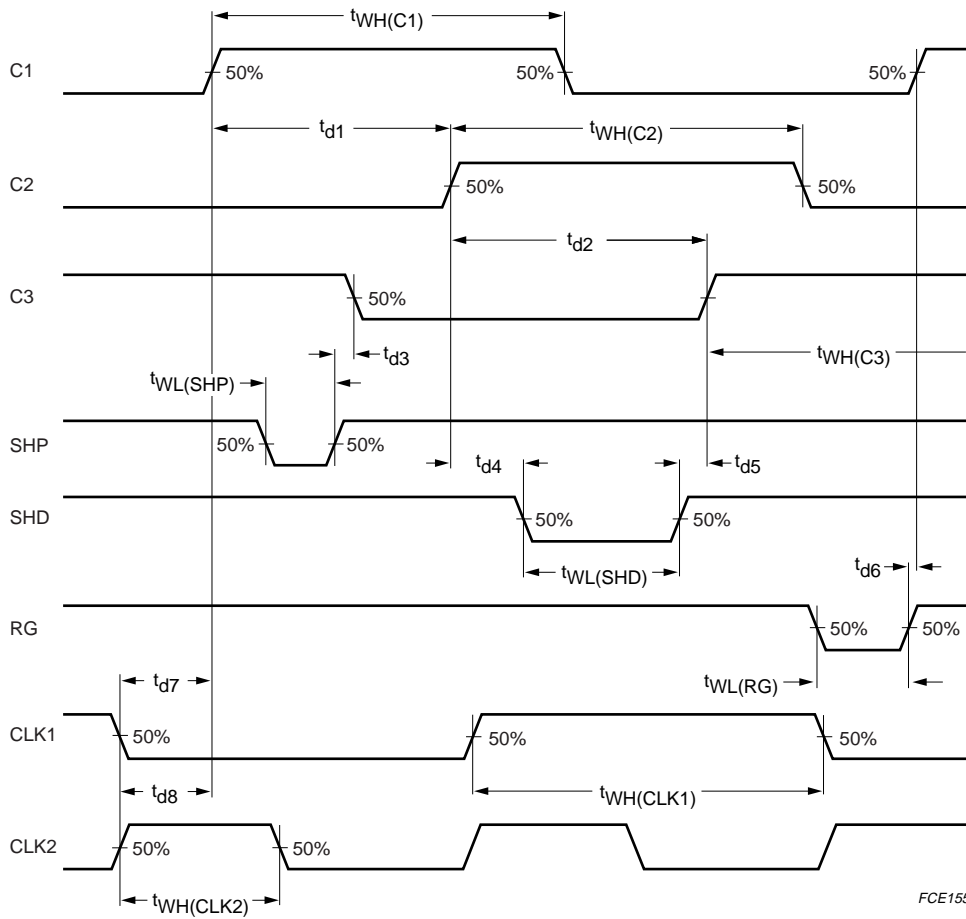 tWH(C1)
C1
50%
50%
50%
td1
tWH(C2)
C2
50%
50%
td2
C3
50%
td3
tWH(C3)
tWL(SHP)
SHP
50%
50%
td4
td5
SHD
50%
50%
tWL(SHD)
td6
RG
50%
50%
td7
tWL(RG)
CLK1
50%
50%
50%
td8
tWH(CLK1)
CLK2
50%
50%
tWH(CLK2)
FCE155